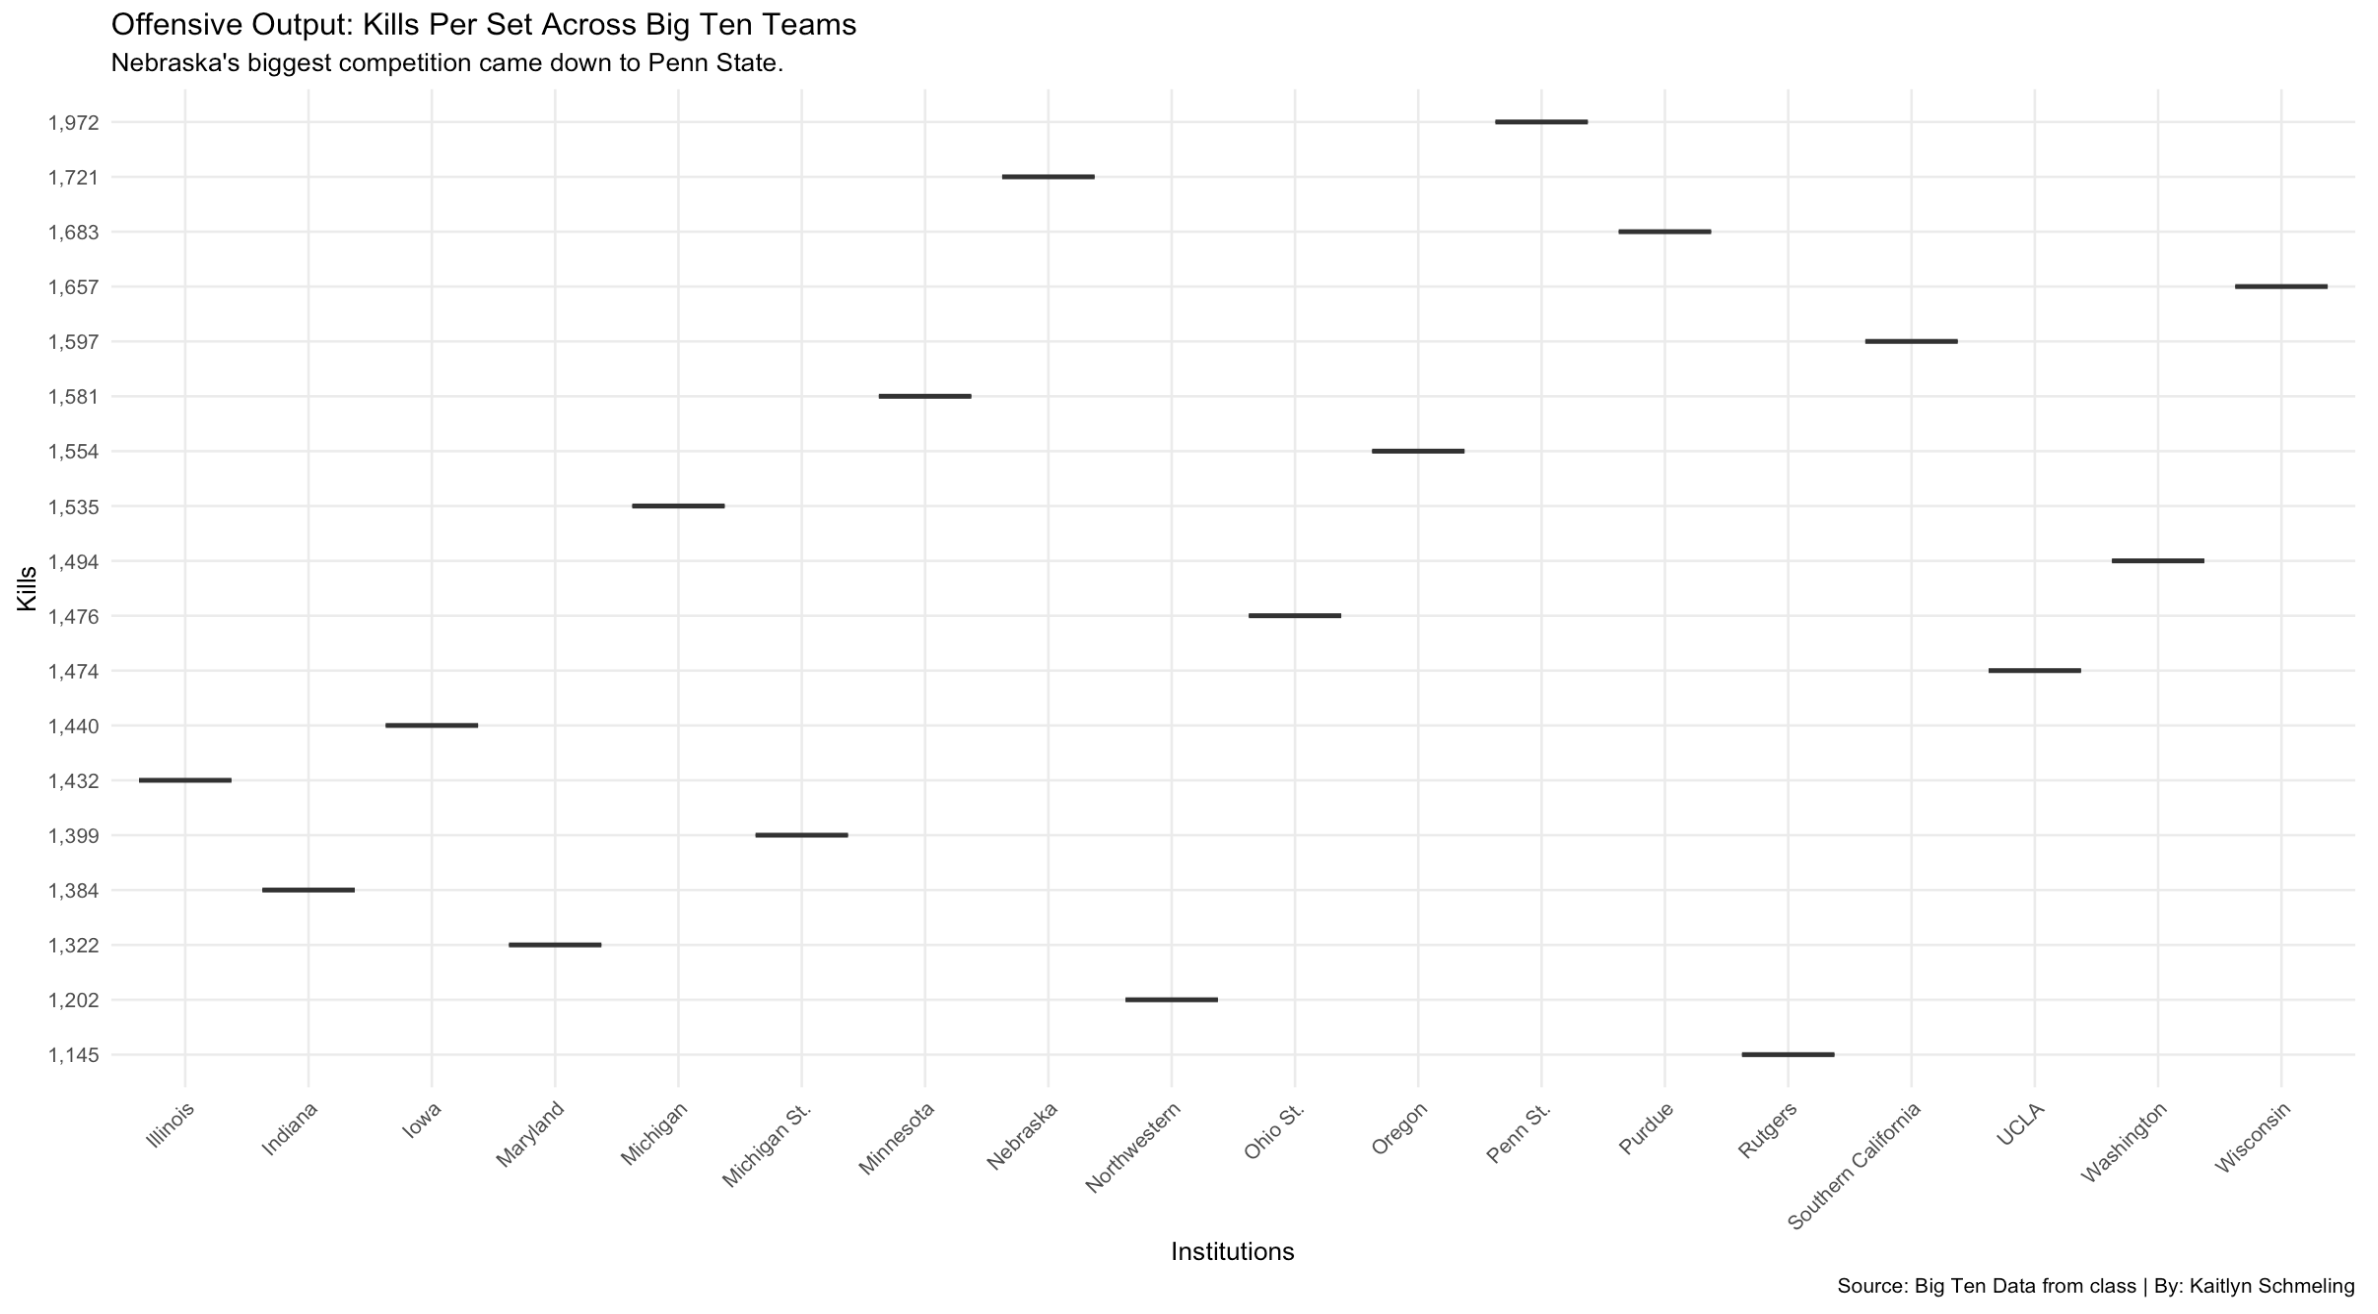 Offensive Output: Kills Per Set Across Big Ten Teams
Nebraska's biggest competition came down to Penn State.
Kills
1,972
1,721
1,683
1,657
1,597
1,581
1,554
1,535
1,494
1,476
1,474
1,440
1,432
1,399
1,384
1,322
1,202
1,145
Illinois
Indiana
Iowa
Maryland
Michigan
Michigan St.
Minnesota
Nebraska
Northwestern
Ohio St.
Oregon
Penn St.
Purdue
Rutgers
Southern California
UCLA
Washington
Wisconsin
Institutions
Source: Big Ten Data from class | By: Kaitlyn Schmeling